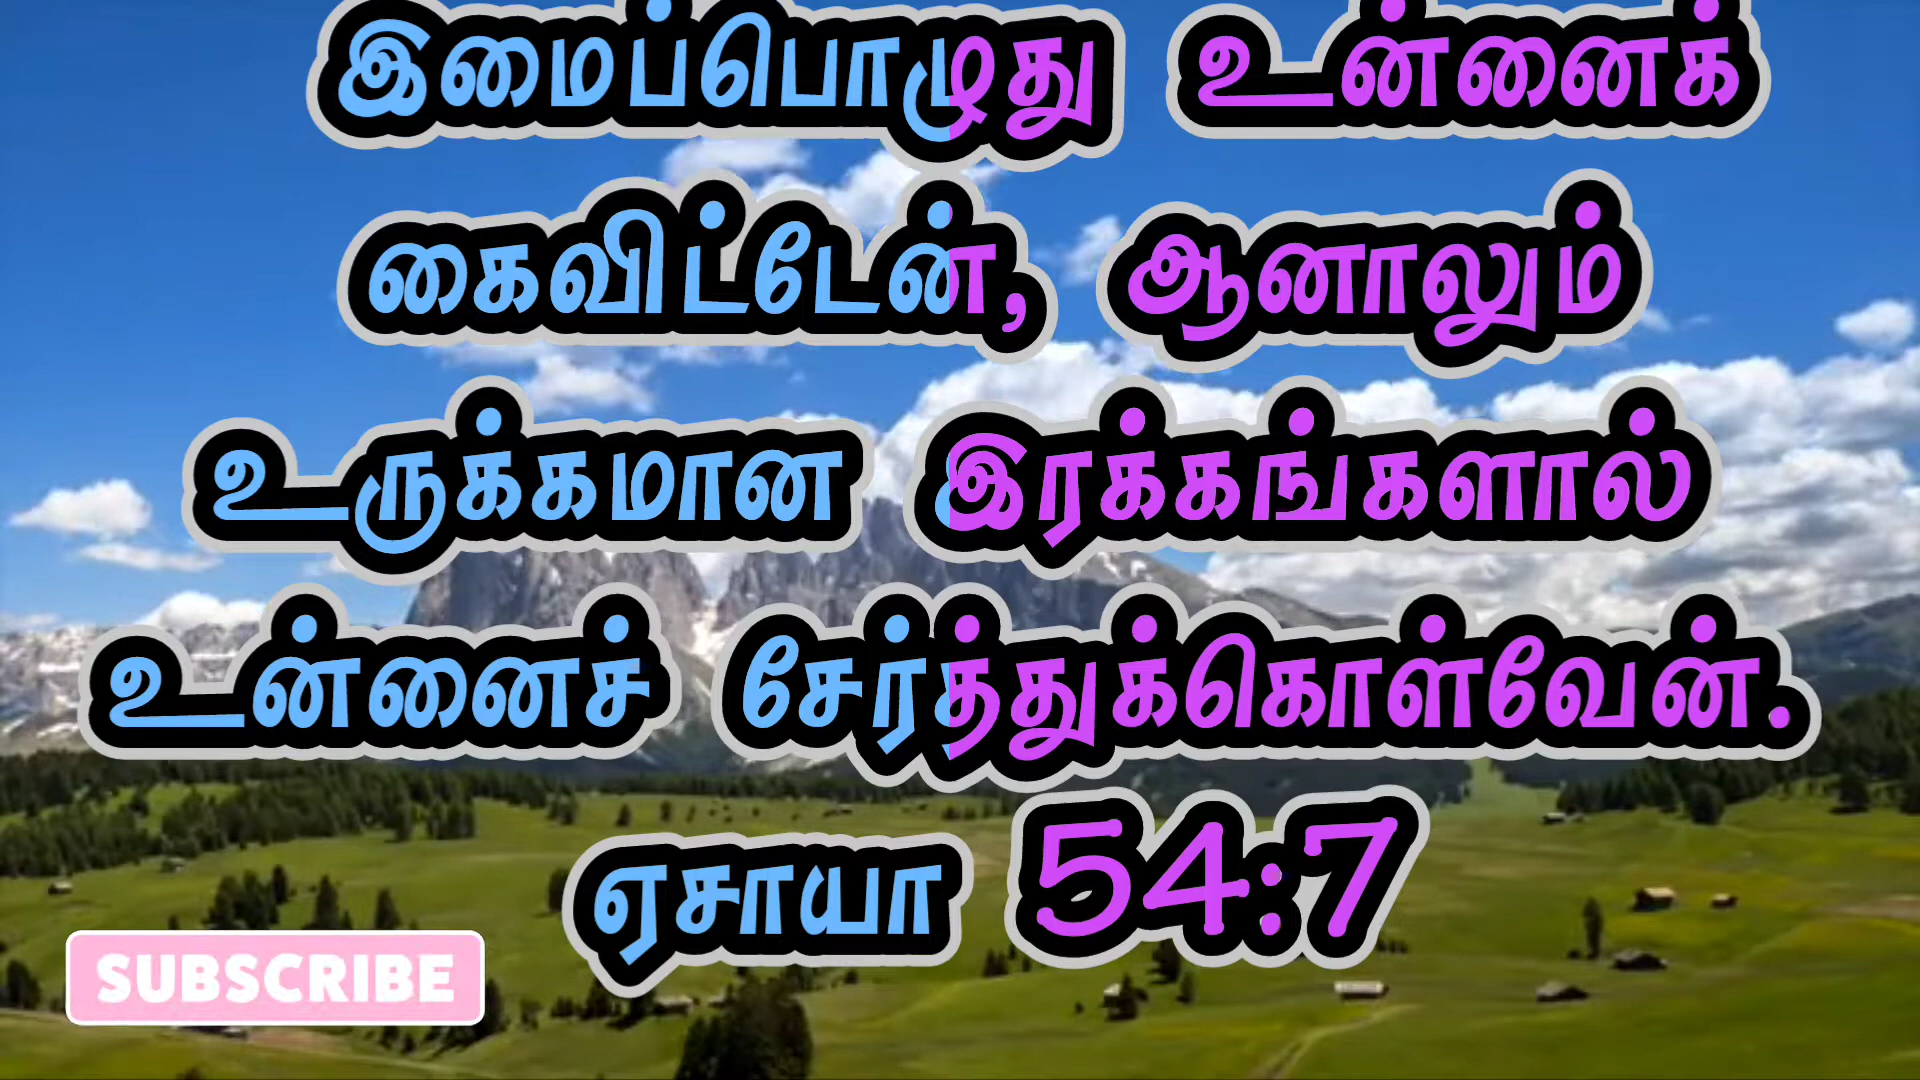 இமைப்பொழுது உன்னைக்
கைவிட்டேன், ஆனாலும்
உருக்கமான இரக்கங்களால்
உன்னைச் சேர்த்துக்கொள்வேன்.
ஏசாயா 54:7
SUBSCRIBE